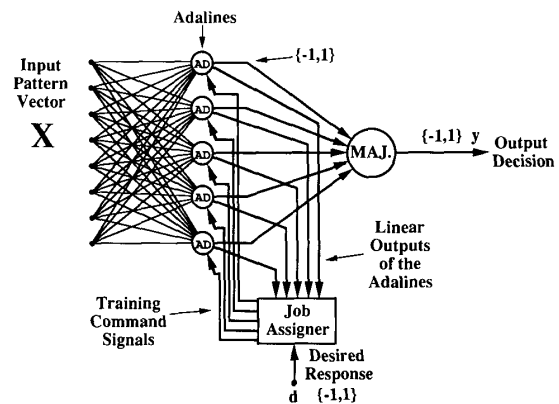 Adalines
{-1,1}
Input
Pattern
Vector
X
AD
AD
AD
AD
AD
MAJ.
{-1,1} y
Output
Decision
Linear
Outputs
of the
Adalines
Training
Command
Signals
Job
Assigner
Desired
Response
d {-1,1}